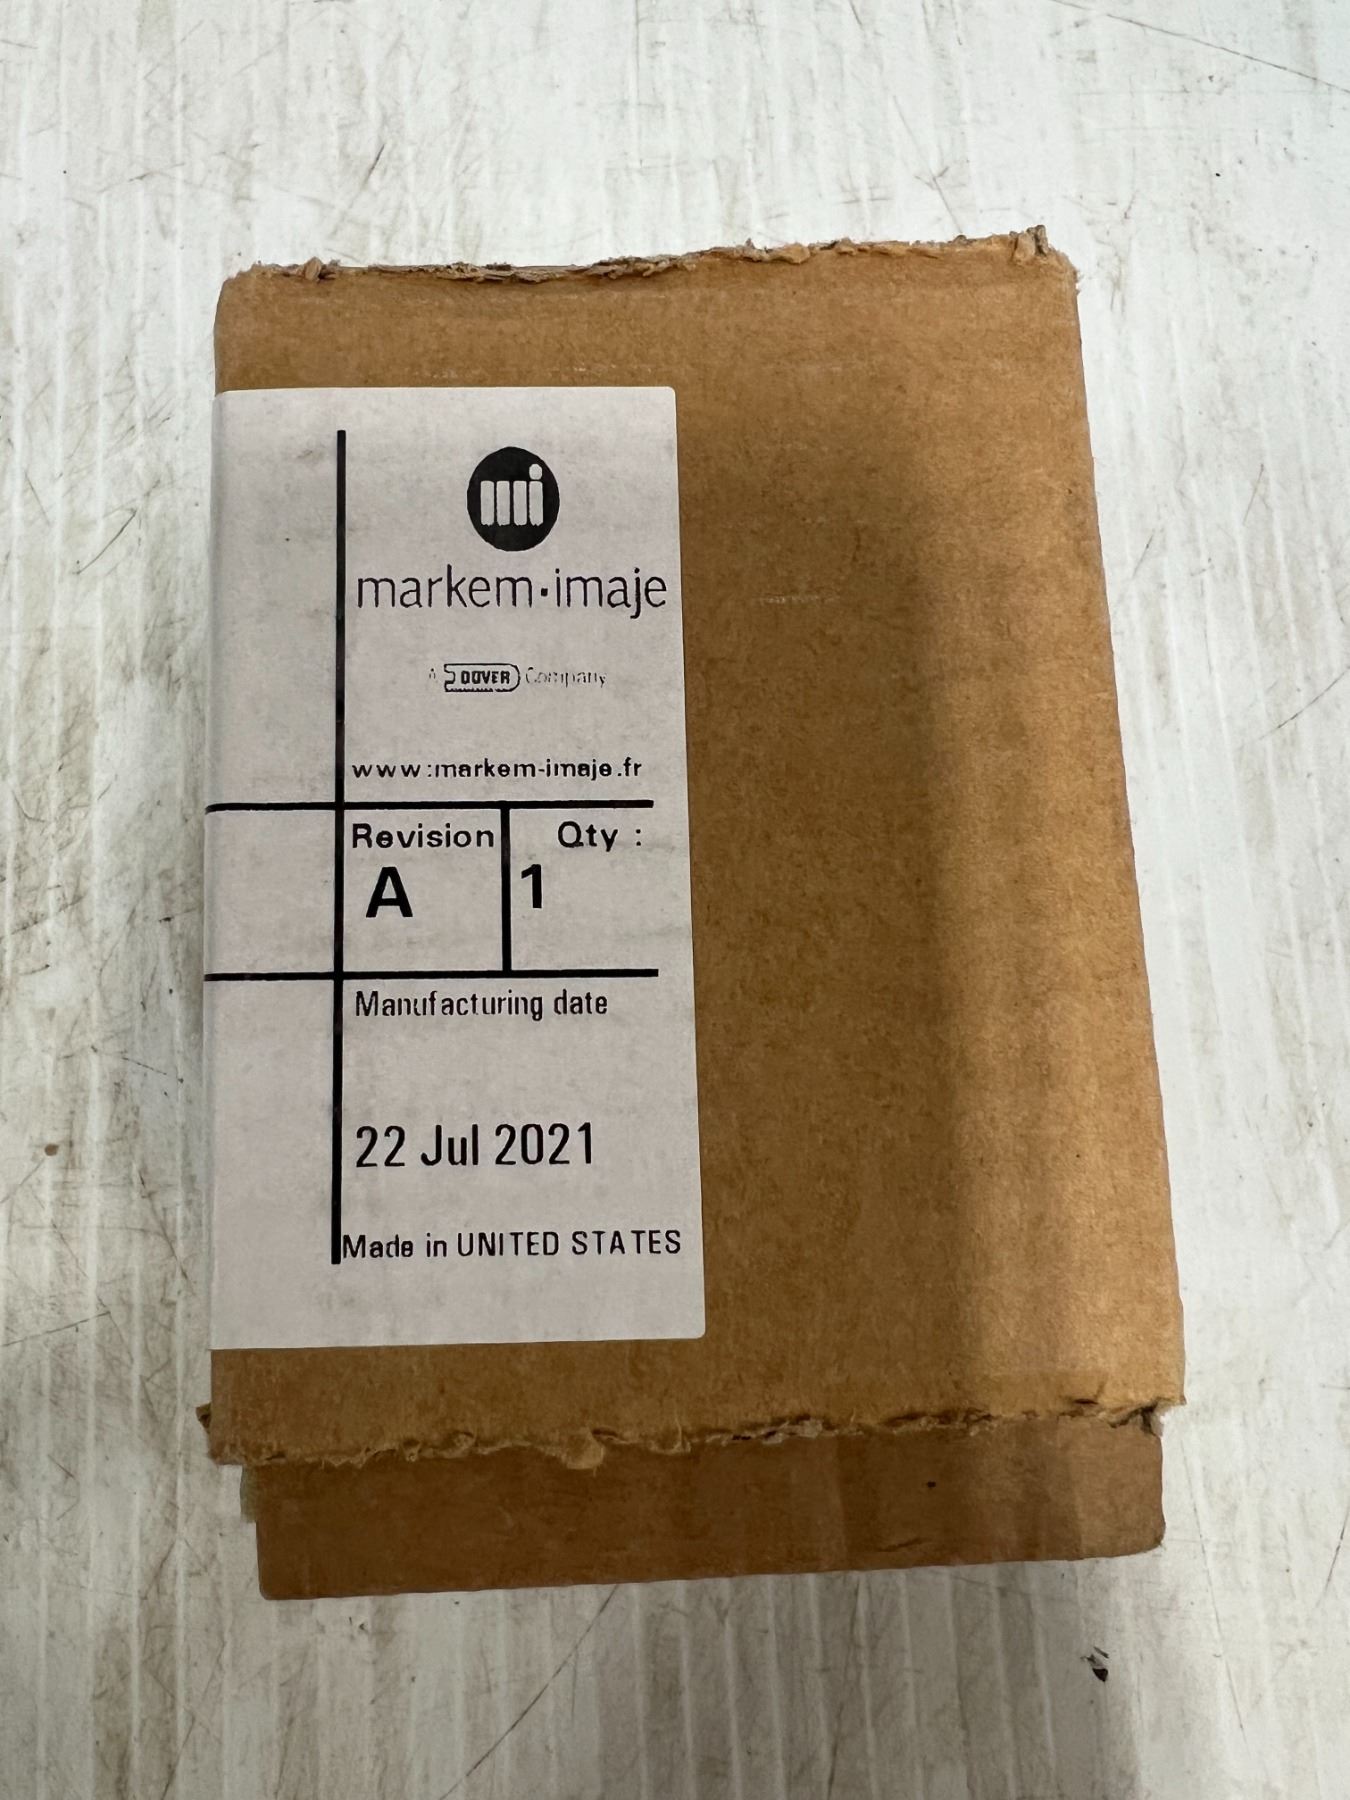 mi
markem·imaje
A DOVER Company
www.markem-imaje.fr
Revision Qty :
A 1
Manufacturing date
22 Jul 2021
Made in UNITED STATES